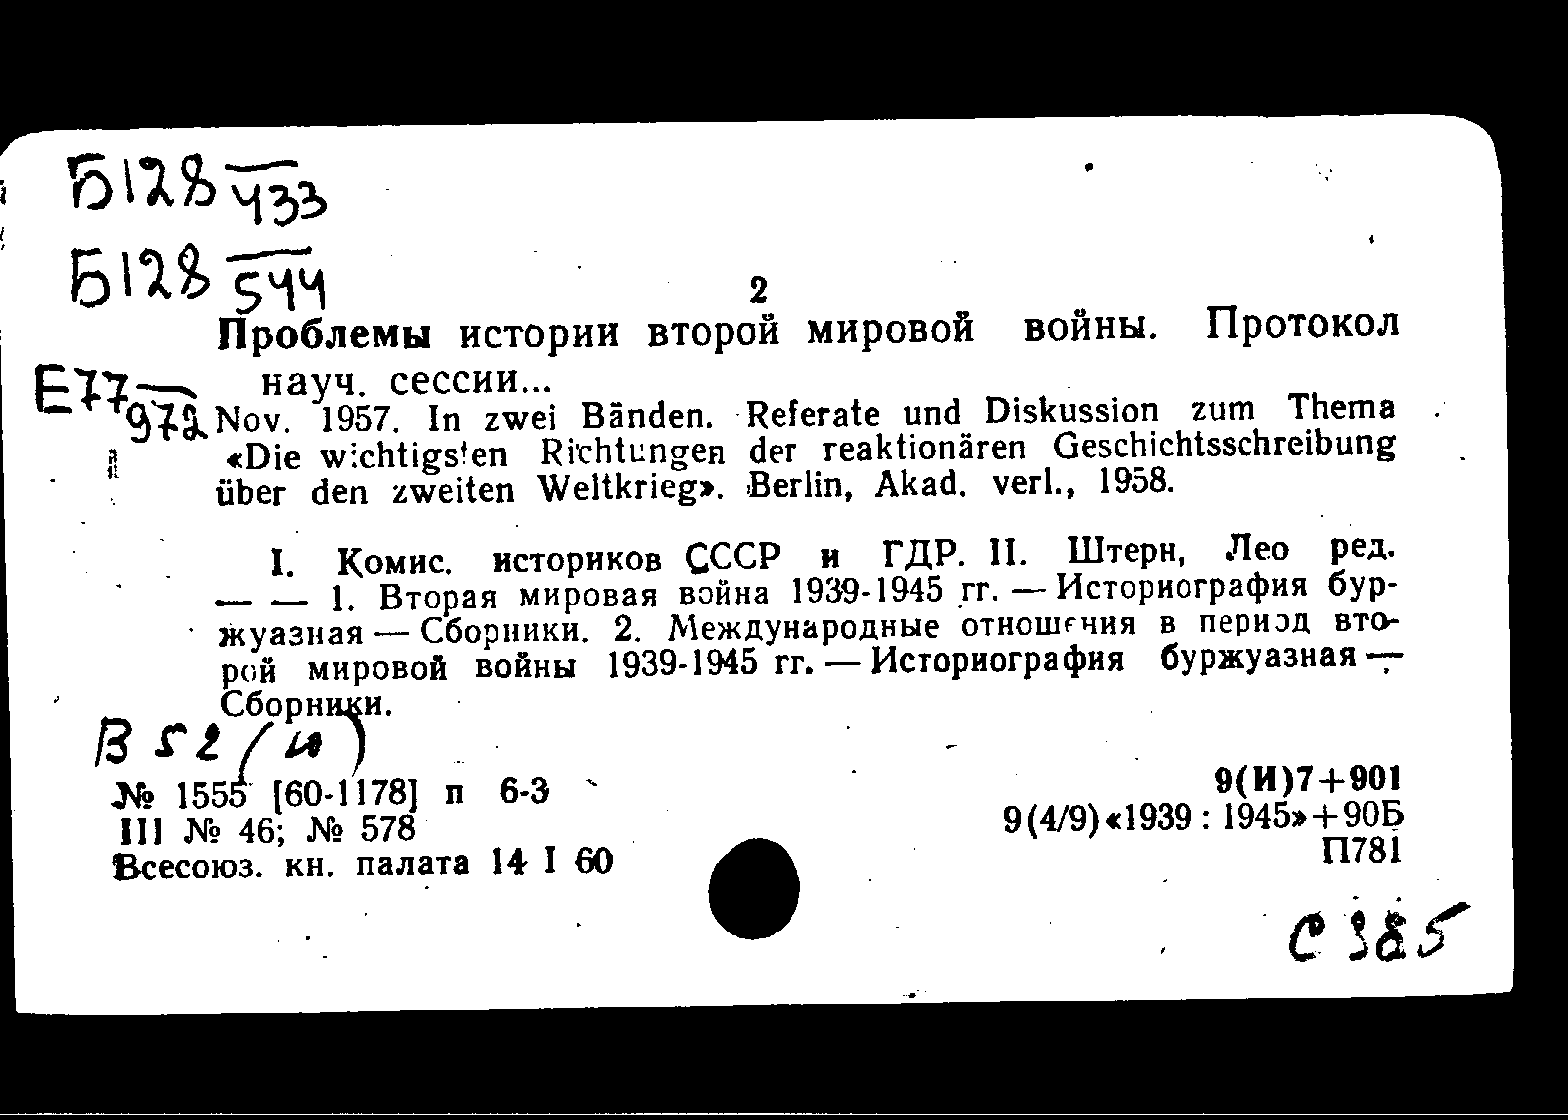 Б128 433
Б128 544
2
Проблемы истории второй мировой войны. Протокол
науч. сессии...
Е77 972
Nov. 1957. In zwei Bänden. Referate und Diskussion zum Thema
«Die wichtigsten Richtungen der reaktionären Geschichtsschreibung
über den zweiten Weltkrieg». Berlin, Akad. verl., 1958.
I. Комис. историков СССР и ГДР. II. Штерн, Лео ред.
— — 1. Вторая мировая война 1939-1945 гг. — Историография бур-
жуазная — Сборники. 2. Международные отношения в период вто-
рой мировой войны 1939-1945 гг. — Историография буржуазная —
Сборники.
В 52 (и)
№ 1555 [60-1178] п 6-3
III № 46; № 578
Всесоюз. кн. палата 14 I 60
9(И)7+901
9(4/9)«1939 : 1945»+90Б
П781
С 385